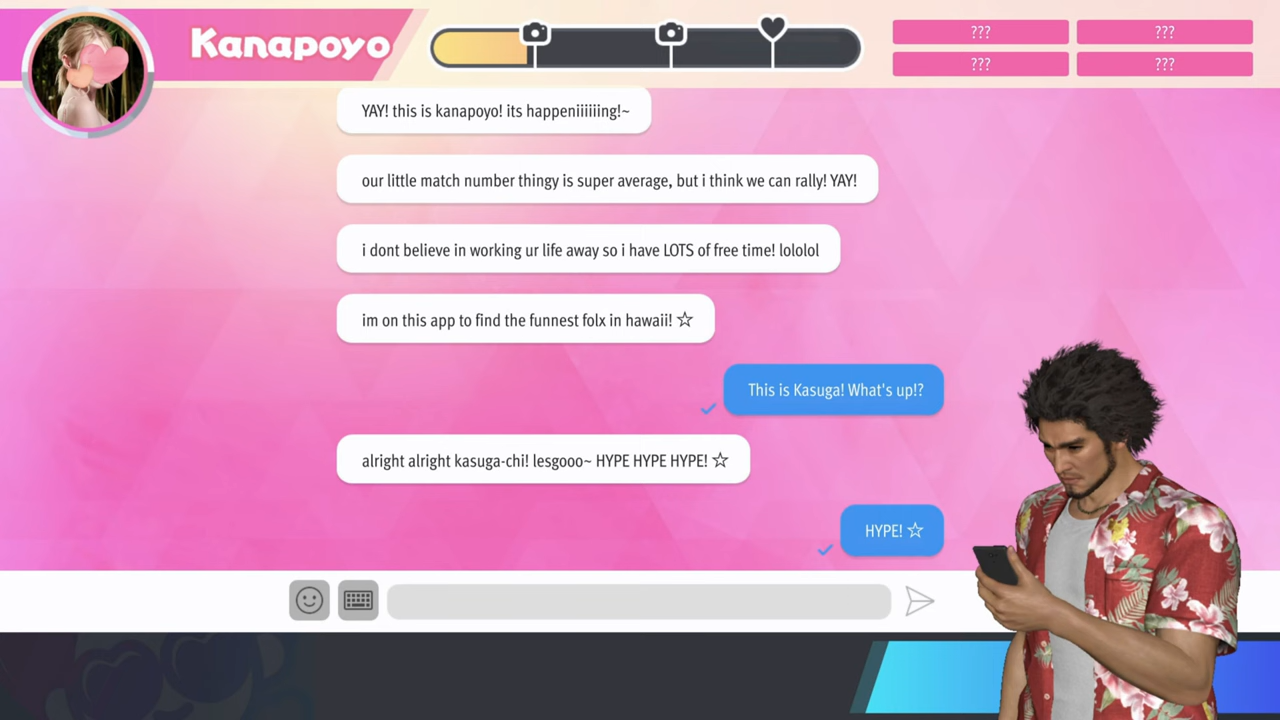 Kanapoyo
???
???
???
???
YAY! this is kanapoyo! its happeniiiiiing!~
our little match number thingy is super average, but i think we can rally! YAY!
i dont believe in working ur life away so i have LOTS of free time! lololol
im on this app to find the funnest folx in hawaii! ☆
This is Kasuga! What's up!?
alright alright kasuga-chi! lesgooo~ HYPE HYPE HYPE! ☆
HYPE! ☆